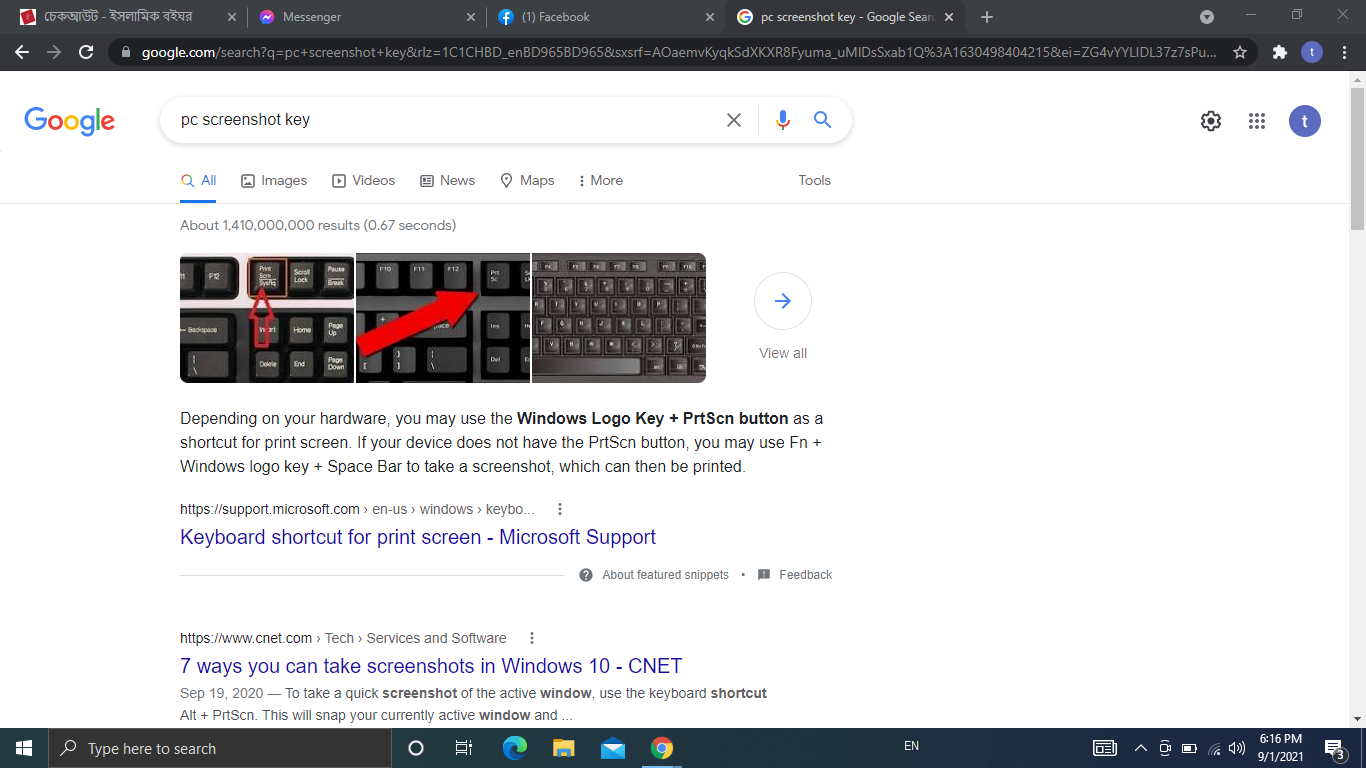 চেকআউট - ইসলামিক বইঘর
Messenger
(1) Facebook
pc screenshot key - Google Sear
google.com/search?q=pc+screenshot+key&rlz=1C1CHBD_enBD965BD965&sxsrf=AOaemvKyqkSdXKXR8Fyuma_uMIDsSxab1Q%3A1630498404215&ei=ZG4vYYLIDL37z7sPu...
t
Google
pc screenshot key
t
All
Images
Videos
News
Maps
More
Tools
About 1,410,000,000 results (0.67 seconds)
F12
Print Scrn SysRq
Scroll Lock
Pause Break
Backspace
Insert
Home
Page Up
Delete
End
Page Down
F10
F11
F12
Prt Sc
Ins
Del
View all
Depending on your hardware, you may use the Windows Logo Key + PrtScn button as a
shortcut for print screen. If your device does not have the PrtScn button, you may use Fn +
Windows logo key + Space Bar to take a screenshot, which can then be printed.
https://support.microsoft.com › en-us › windows › keybo...
Keyboard shortcut for print screen - Microsoft Support
About featured snippets • Feedback
https://www.cnet.com › Tech › Services and Software
7 ways you can take screenshots in Windows 10 - CNET
Sep 19, 2020 — To take a quick screenshot of the active window, use the keyboard shortcut
Alt + PrtScn. This will snap your currently active window and ...
Type here to search
EN
6:16 PM
9/1/2021
3